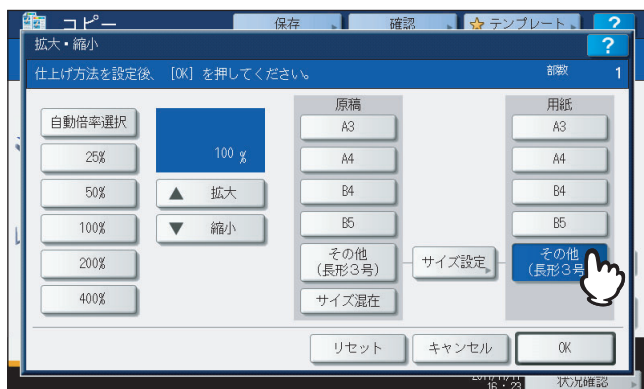 コピー 保存 確認 テンプレート ?
拡大・縮小 ?
仕上げ方法を設定後、 [OK] を押してください。 部数 1
原稿 用紙
自動倍率選択 A3 A3
25% 100 % A4 A4
50% ▲ 拡大 B4 B4
100% ▼ 縮小 B5 B5
200% その他 サイズ設定 その他
(長形3号) (長形3号
400% サイズ混在
リセット キャンセル OK
16:23 状況確認